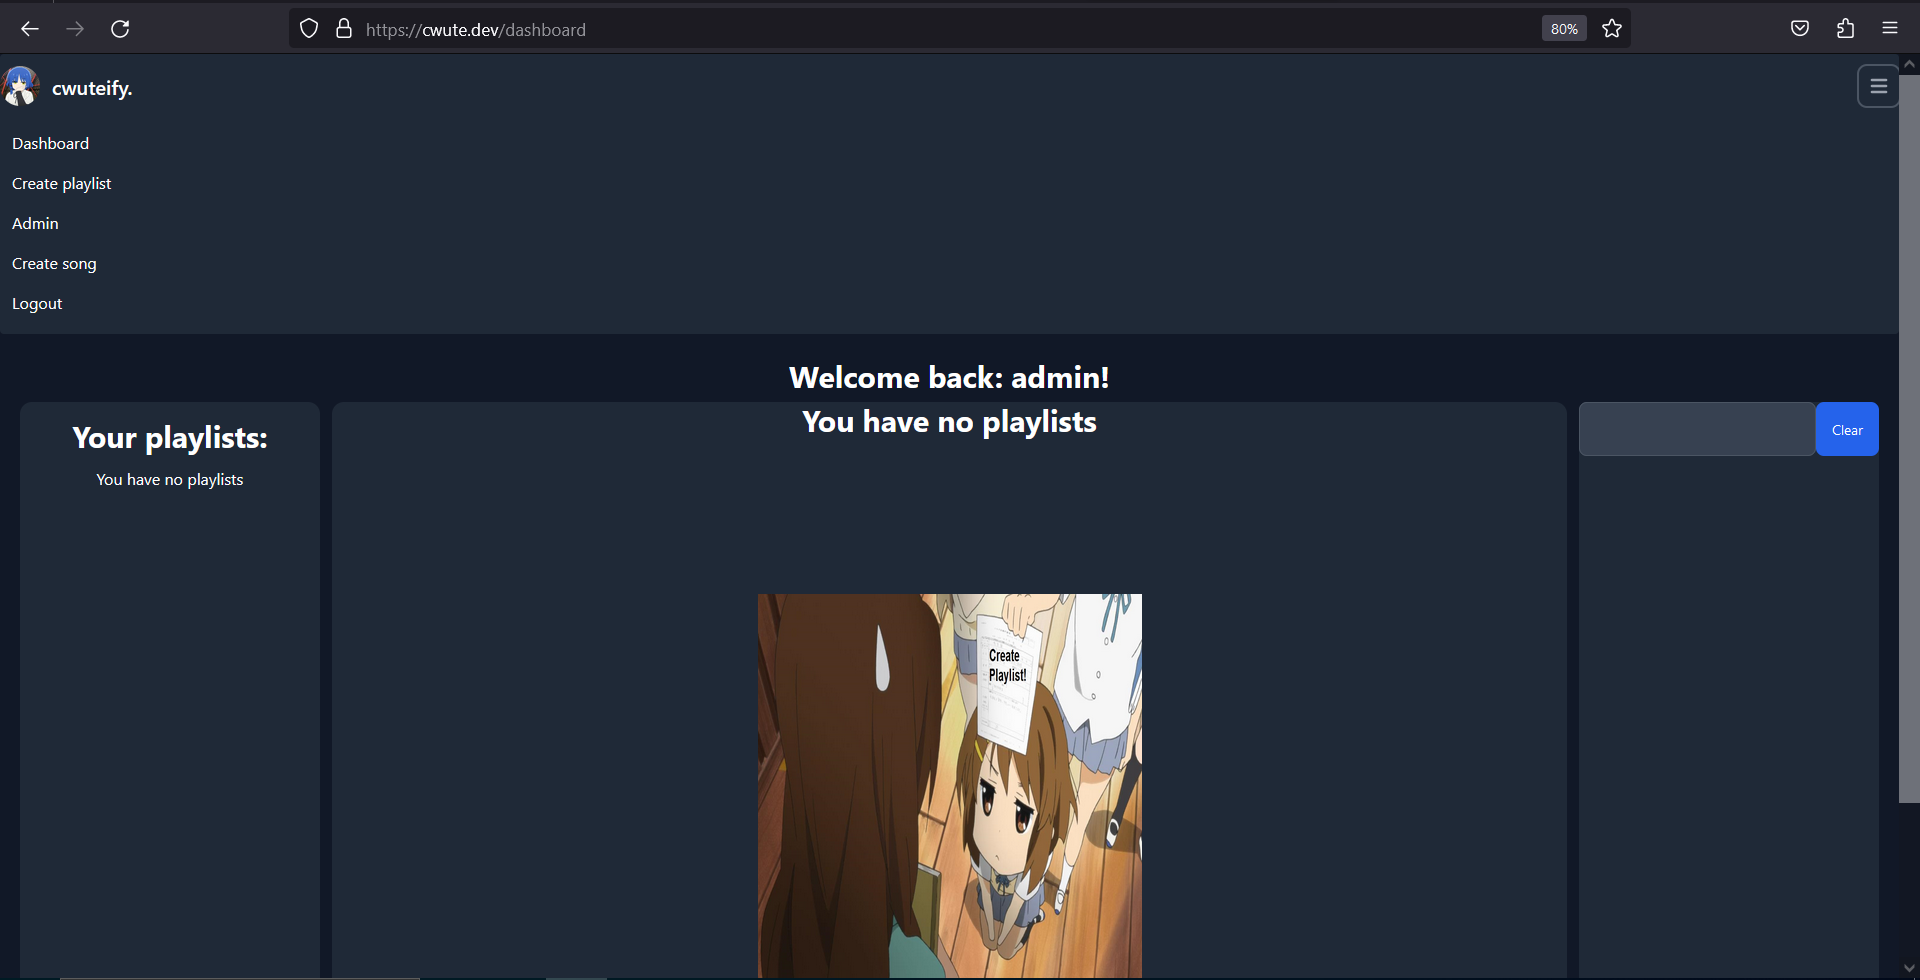 https://cwute.dev/dashboard
80%
cwuteify.
Dashboard
Create playlist
Admin
Create song
Logout
Welcome back: admin!
Your playlists:
You have no playlists
You have no playlists
Clear
Create
Playlist!